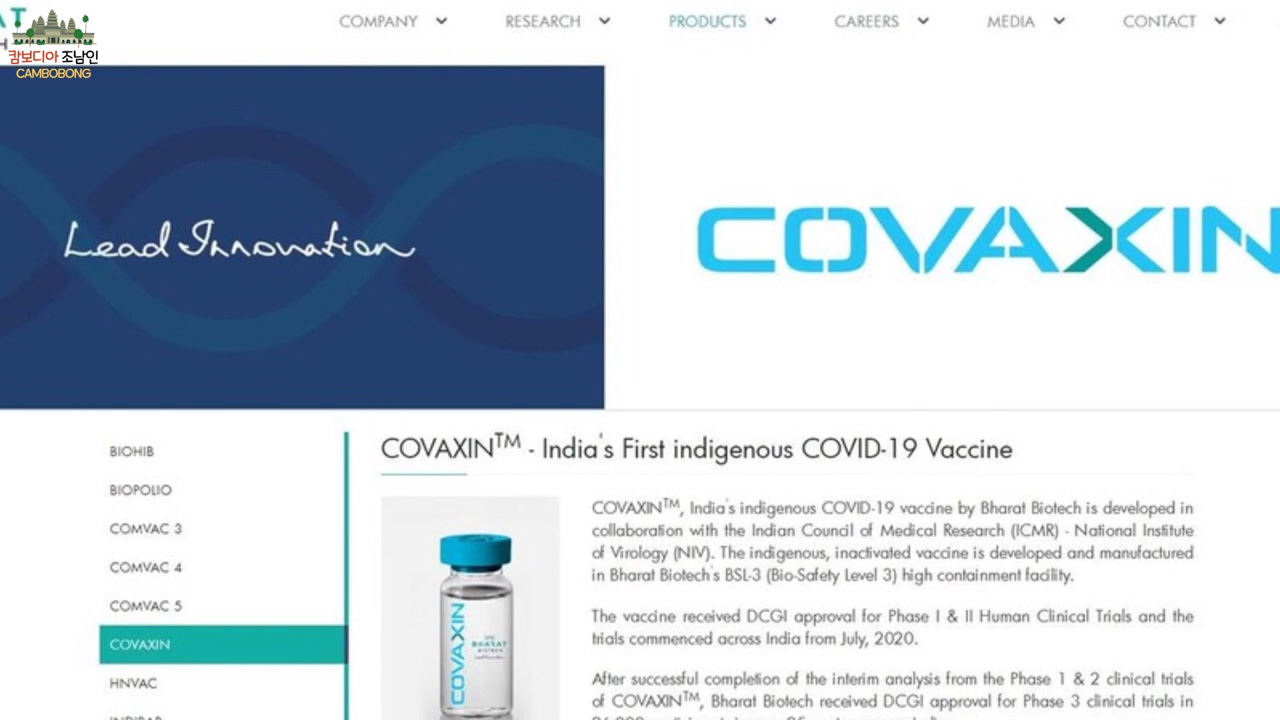 COMPANY RESEARCH PRODUCTS CAREERS MEDIA CONTACT
캄보디아 조남인
CAMBOBONG
Lead Innovation
COVAXIN
BIOHIB
BIOPOLIO
COMVAC 3
COMVAC 4
COMVAC 5
COVAXIN
HNVAC
COVAXIN™ - India's First indigenous COVID-19 Vaccine
COVAXIN
BHARAT
BIOTECH
Lead Innovation
COVAXIN™, India's indigenous COVID-19 vaccine by Bharat Biotech is developed in
collaboration with the Indian Council of Medical Research (ICMR) - National Institute
of Virology (NIV). The indigenous, inactivated vaccine is developed and manufactured
in Bharat Biotech's BSL-3 (Bio-Safety Level 3) high containment facility.
The vaccine received DCGI approval for Phase I & II Human Clinical Trials and the
trials commenced across India from July, 2020.
After successful completion of the interim analysis from the Phase 1 & 2 clinical trials
of COVAXIN™, Bharat Biotech received DCGI approval for Phase 3 clinical trials in